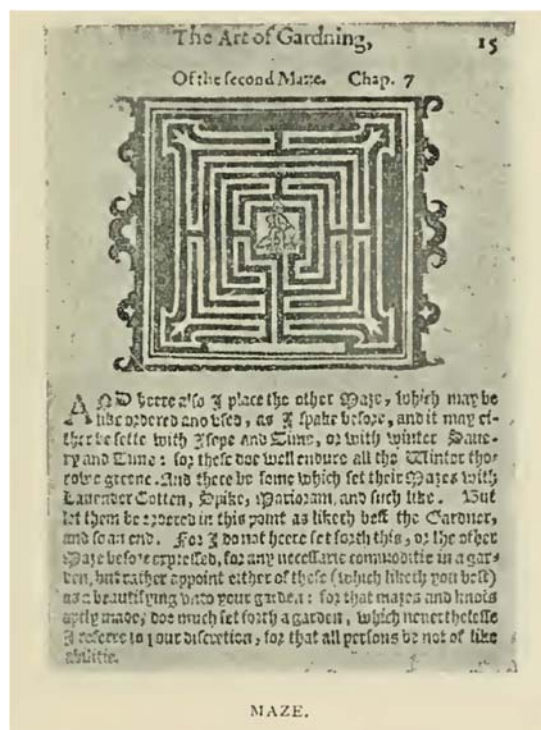 The Art of Gardning,
15
Of the second Maze. Chap. 7
AND heere also I place the other Maze, which may be
like ordered and vsed, as I spake before, and it may ei-
ther be sette with Isope and Time, or with winter Saue-
ry and Time: for these doe well endure all the Winter tho-
rowe greene. And there be some which set their Mazes with
Lauender Cotten, Spike, Marioram, and such like. But
let them be ordered in this point as liketh best the Gardner,
and so an end. For I do not heere set forth this, or the other
Maze before expressed, for any necessarie commoditie in a gar-
den, but rather appoint either of these (which liketh you best)
as a beautifying vnto your garden: for that mazes and knots
aptly made, doe much set forth a garden, which neuerthelesse
I referre to your discretion, for that all persons be not of like
abilitie.
MAZE.